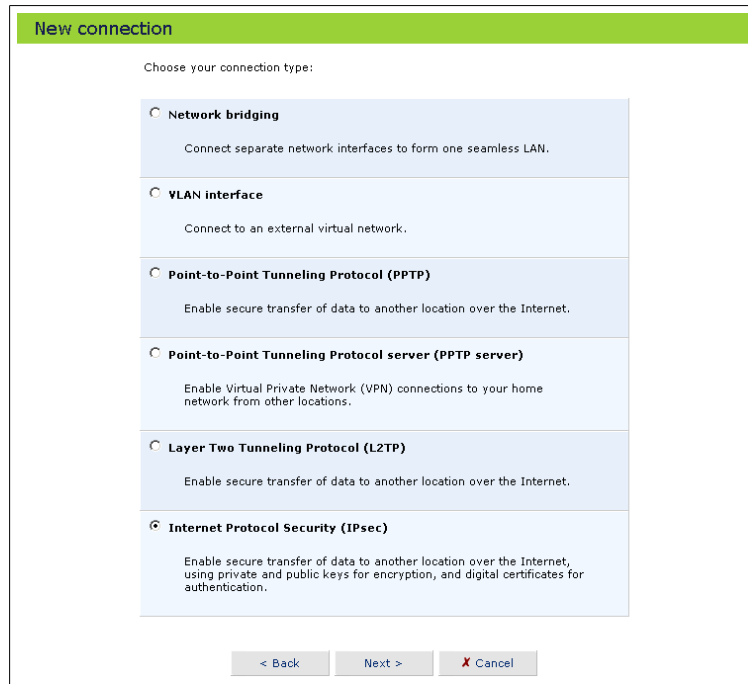 New connection
Choose your connection type:
Network bridging
Connect separate network interfaces to form one seamless LAN.
VLAN interface
Connect to an external virtual network.
Point-to-Point Tunneling Protocol (PPTP)
Enable secure transfer of data to another location over the Internet.
Point-to-Point Tunneling Protocol server (PPTP server)
Enable Virtual Private Network (VPN) connections to your home
network from other locations.
Layer Two Tunneling Protocol (L2TP)
Enable secure transfer of data to another location over the Internet.
Internet Protocol Security (IPsec)
Enable secure transfer of data to another location over the Internet,
using private and public keys for encryption, and digital certificates for
authentication.
< Back Next > ✗ Cancel